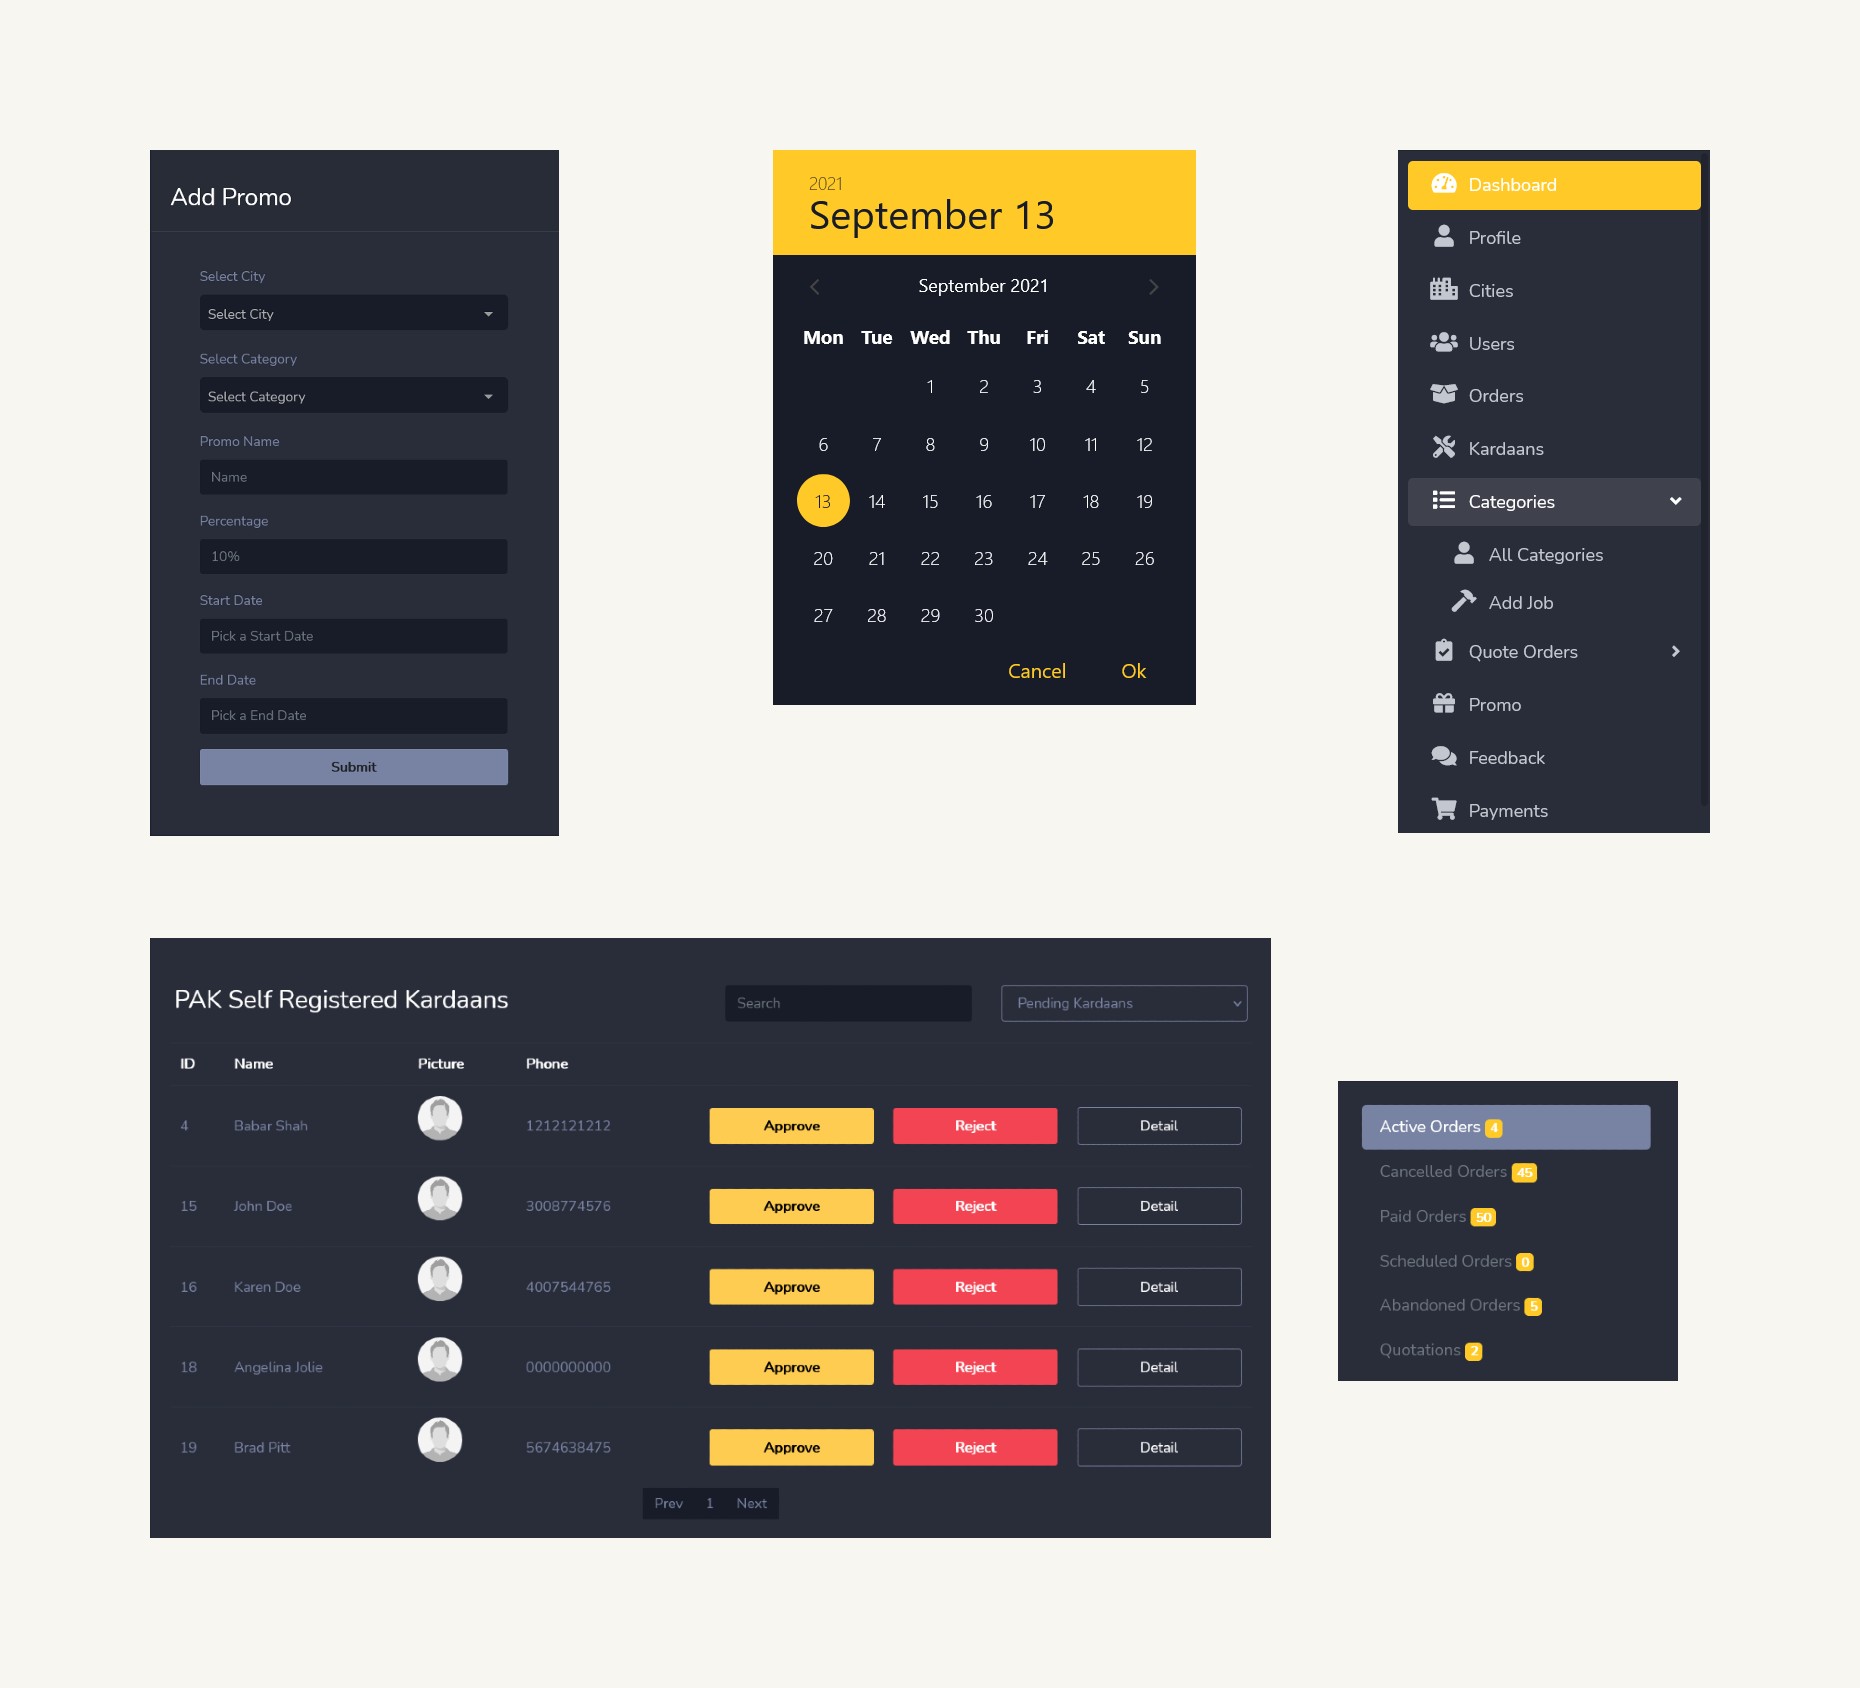 Add Promo
Select City
Select City
Select Category
Select Category
Promo Name
Name
Percentage
10%
Start Date
Pick a Start Date
End Date
Pick a End Date
Submit
2021
September 13
September 2021
Mon Tue Wed Thu Fri Sat Sun
1 2 3 4 5
6 7 8 9 10 11 12
13 14 15 16 17 18 19
20 21 22 23 24 25 26
27 28 29 30
Cancel Ok
Dashboard
Profile
Cities
Users
Orders
Kardaans
Categories
All Categories
Add Job
Quote Orders
Promo
Feedback
Payments
PAK Self Registered Kardaans
Search
Pending Kardaans
ID Name Picture Phone
4 Babar Shah 1212121212 Approve Reject Detail
15 John Doe 3008774576 Approve Reject Detail
16 Karen Doe 4007544765 Approve Reject Detail
18 Angelina Jolie 0000000000 Approve Reject Detail
19 Brad Pitt 5674638475 Approve Reject Detail
Prev 1 Next
Active Orders 4
Cancelled Orders 45
Paid Orders 50
Scheduled Orders 0
Abandoned Orders 5
Quotations 2